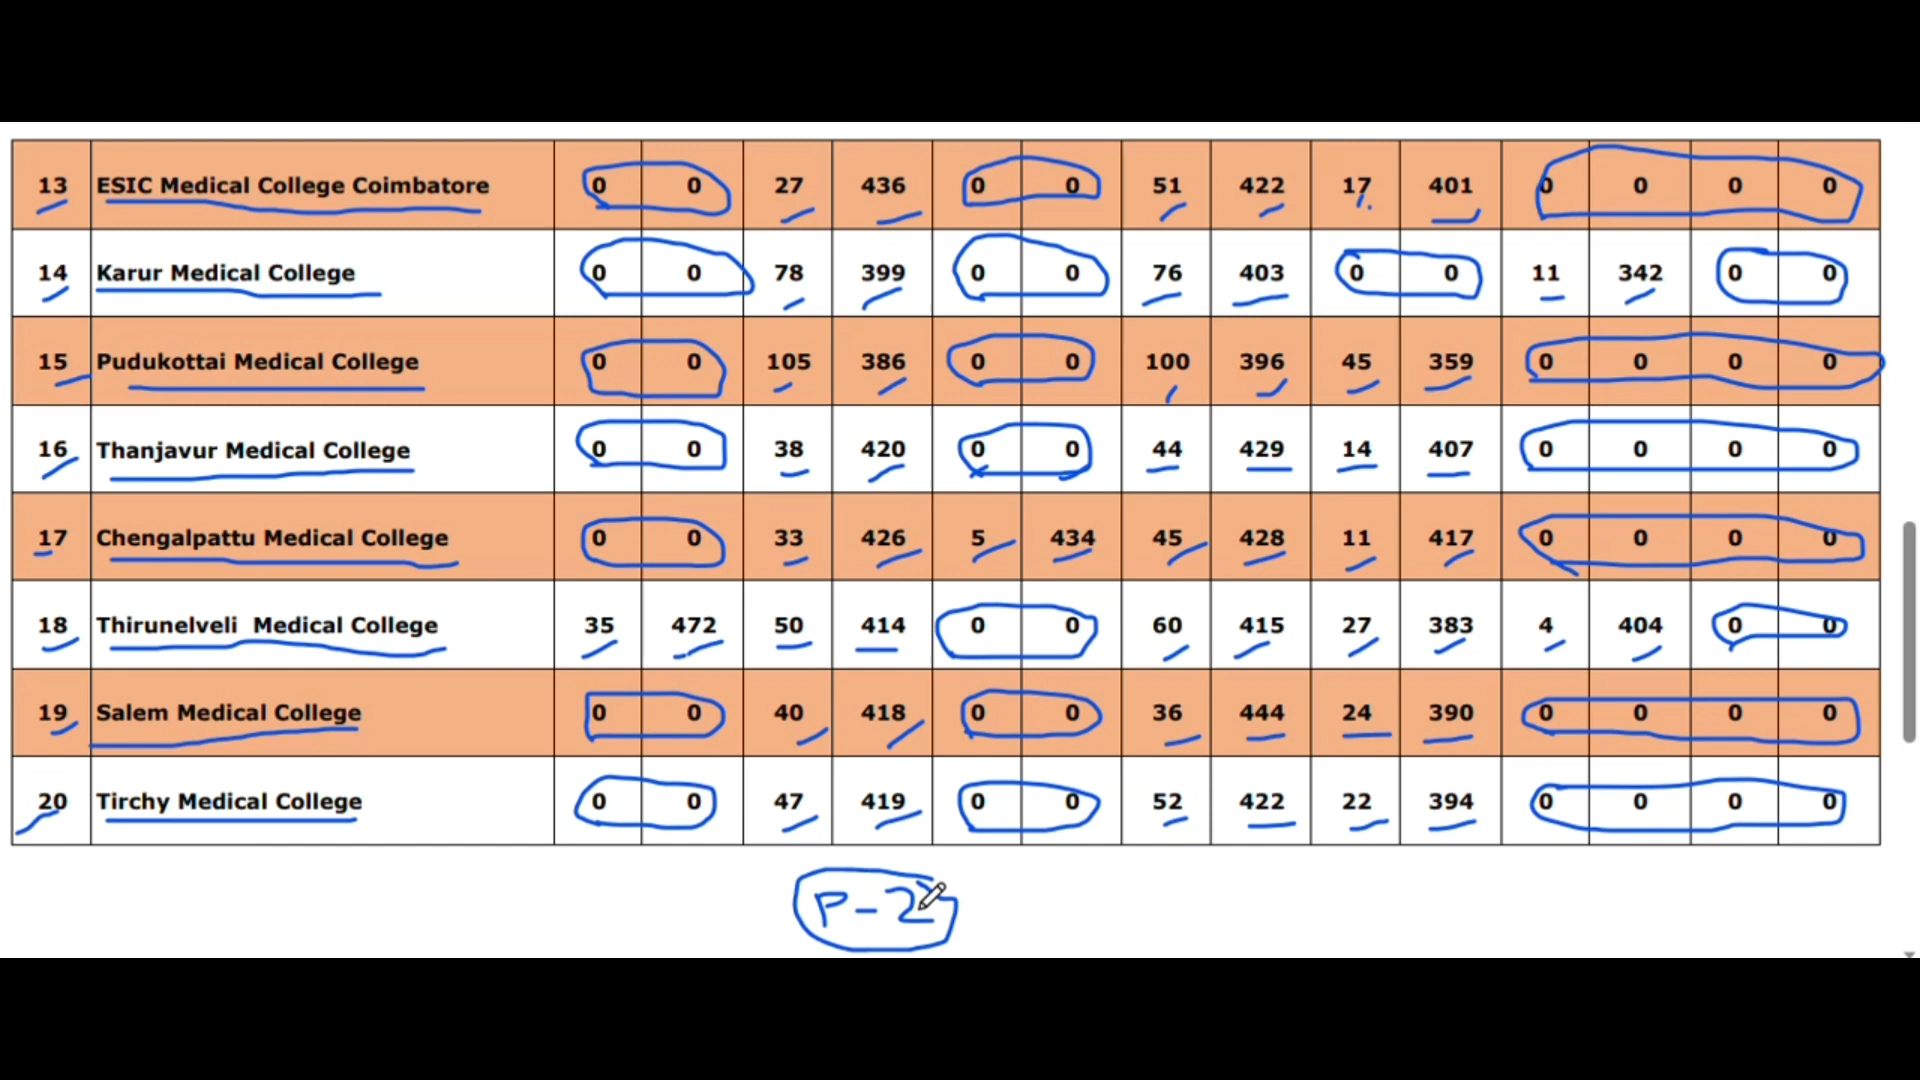 13 ESIC Medical College Coimbatore 0 0 27 436 0 0 51 422 17 401 0 0 0 0
14 Karur Medical College 0 0 78 399 0 0 76 403 0 0 11 342 0 0
15 Pudukottai Medical College 0 0 105 386 0 0 100 396 45 359 0 0 0 0
16 Thanjavur Medical College 0 0 38 420 0 0 44 429 14 407 0 0 0 0
17 Chengalpattu Medical College 0 0 33 426 5 434 45 428 11 417 0 0 0 0
18 Thirunelveli Medical College 35 472 50 414 0 0 60 415 27 383 4 404 0 0
19 Salem Medical College 0 0 40 418 0 0 36 444 24 390 0 0 0 0
20 Tirchy Medical College 0 0 47 419 0 0 52 422 22 394 0 0 0 0
P-2